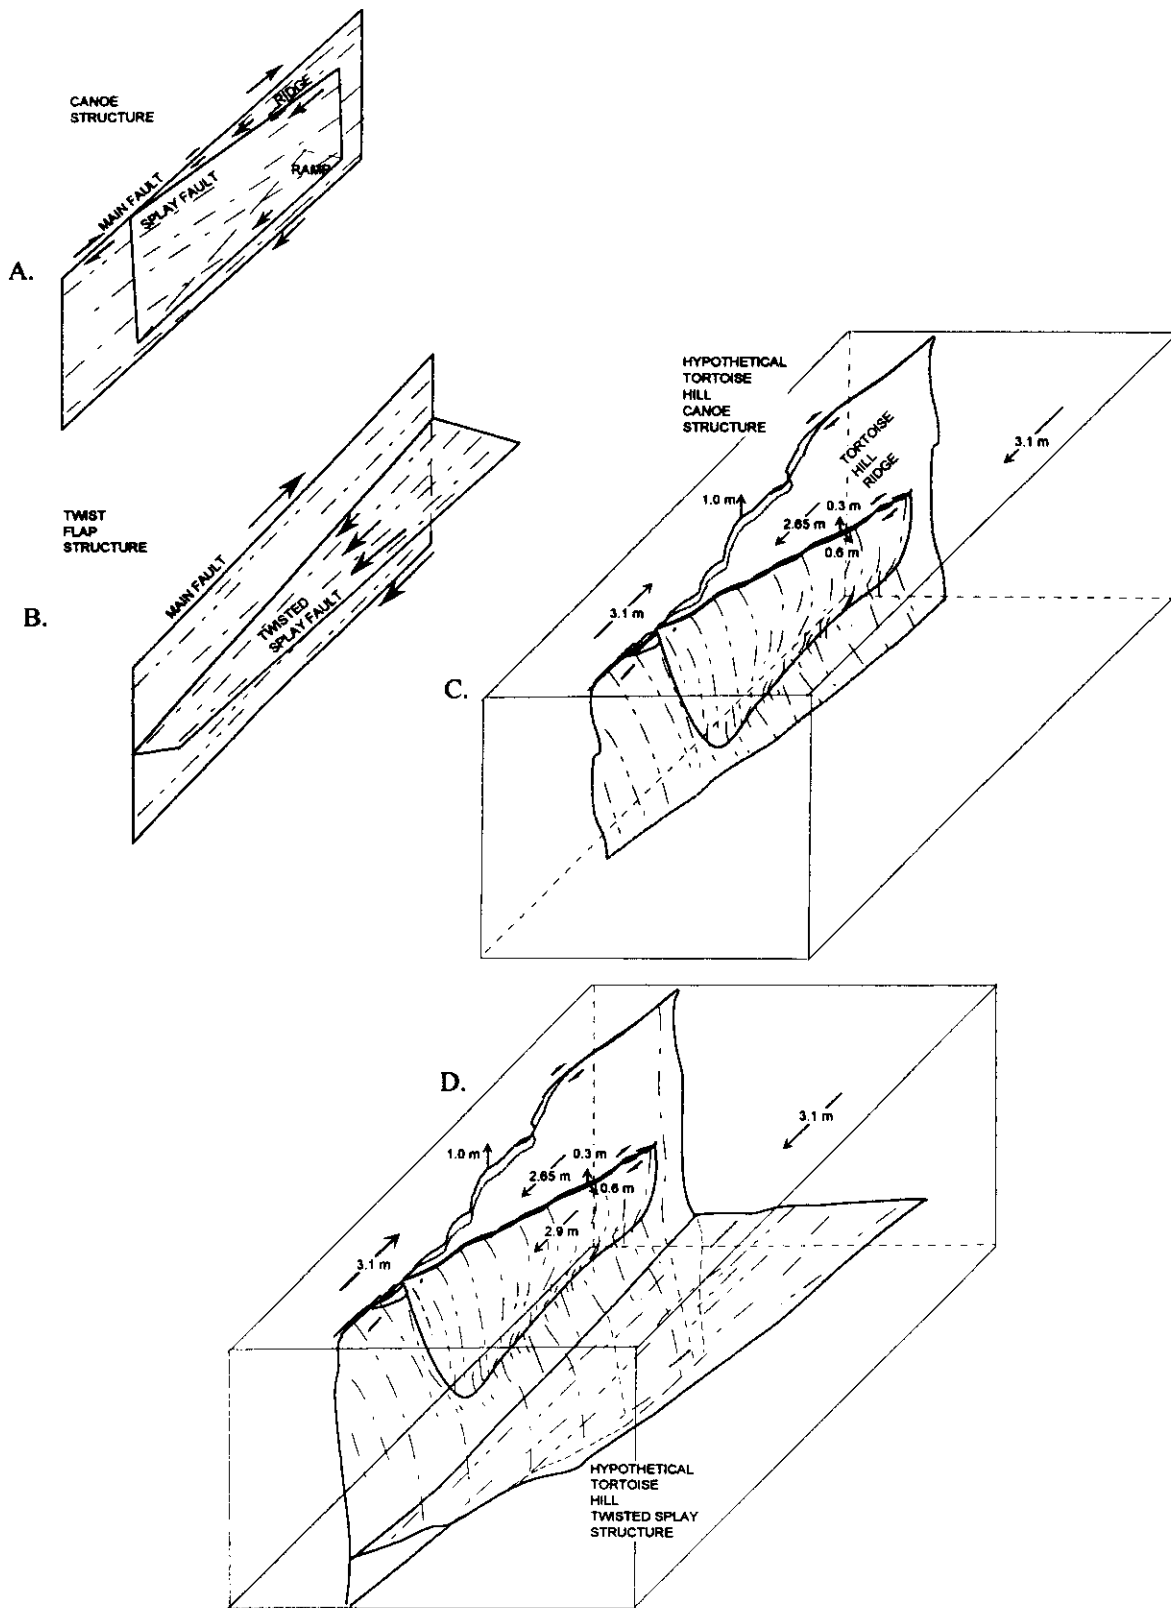 CANOE
STRUCTURE
RIDGE
RAMP
MAIN FAULT
SPLAY FAULT
A.
TWIST
FLAP
STRUCTURE
MAIN FAULT
TWISTED
SPLAY FAULT
B.
HYPOTHETICAL
TORTOISE
HILL
CANOE
STRUCTURE
TORTOISE
HILL
RIDGE
3.1 m
1.0 m
2.65 m
0.3 m
0.6 m
3.1 m
C.
D.
3.1 m
1.0 m
2.65 m
0.3 m
0.6 m
2.9 m
3.1 m
HYPOTHETICAL
TORTOISE
HILL
TWISTED SPLAY
STRUCTURE